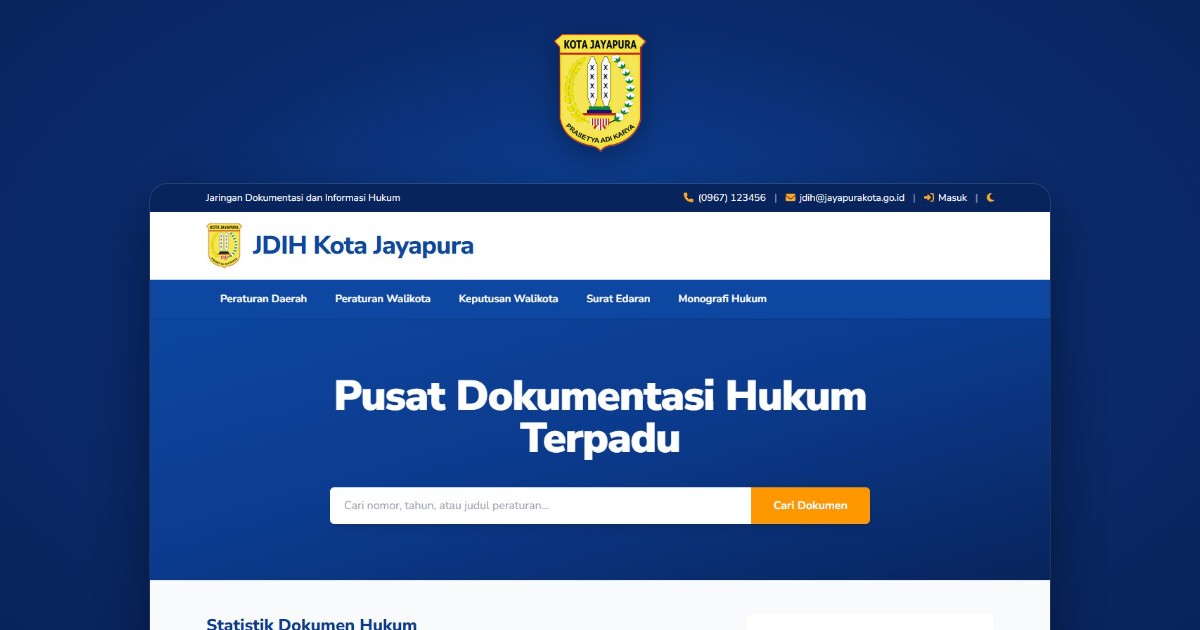 KOTA JAYAPURA
PRASETYA ADI KARYA
Jaringan Dokumentasi dan Informasi Hukum
(0967) 123456 | jdih@jayapurakota.go.id | Masuk |
KOTA JAYAPURA
JDIH Kota Jayapura
Peraturan Daerah Peraturan Walikota Keputusan Walikota Surat Edaran Monografi Hukum
Pusat Dokumentasi Hukum
Terpadu
Cari nomor, tahun, atau judul peraturan... Cari Dokumen
Statistik Dokumen Hukum